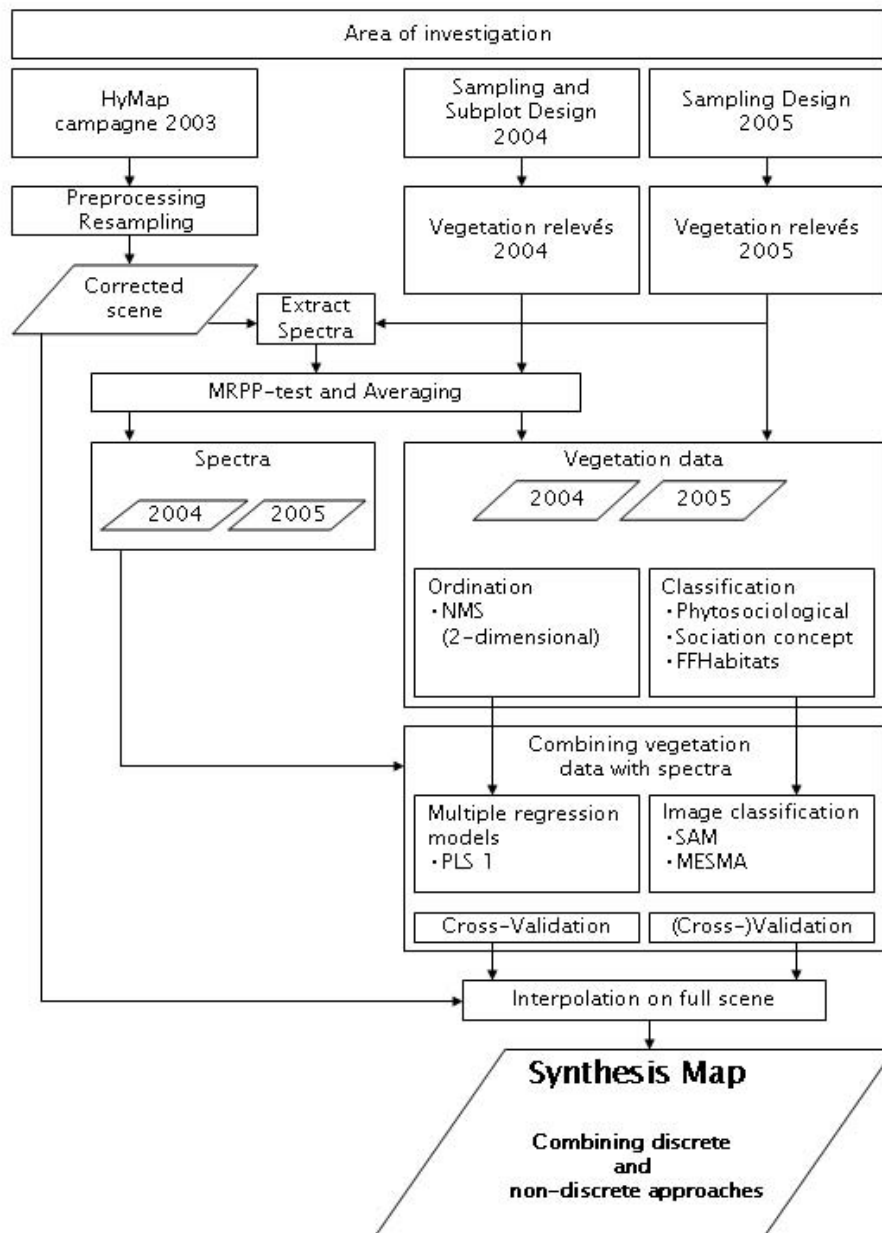 Area of investigation
HyMap
campagne 2003
Sampling and
Subplot Design
2004
Sampling Design
2005
Preprocessing
Resampling
Vegetation relevés
2004
Vegetation relevés
2005
Corrected
scene
Extract
Spectra
MRPP-test and Averaging
Spectra
2004
2005
Vegetation data
2004
2005
Ordination
·NMS
(2-dimensional)
Classification
·Phytosociological
·Sociation concept
·FFHabitats
Combining vegetation
data with spectra
Multiple regression
models
·PLS 1
Image classification
·SAM
·MESMA
Cross-Validation
(Cross-)Validation
Interpolation on full scene
Synthesis Map
Combining discrete
and
non-discrete approaches